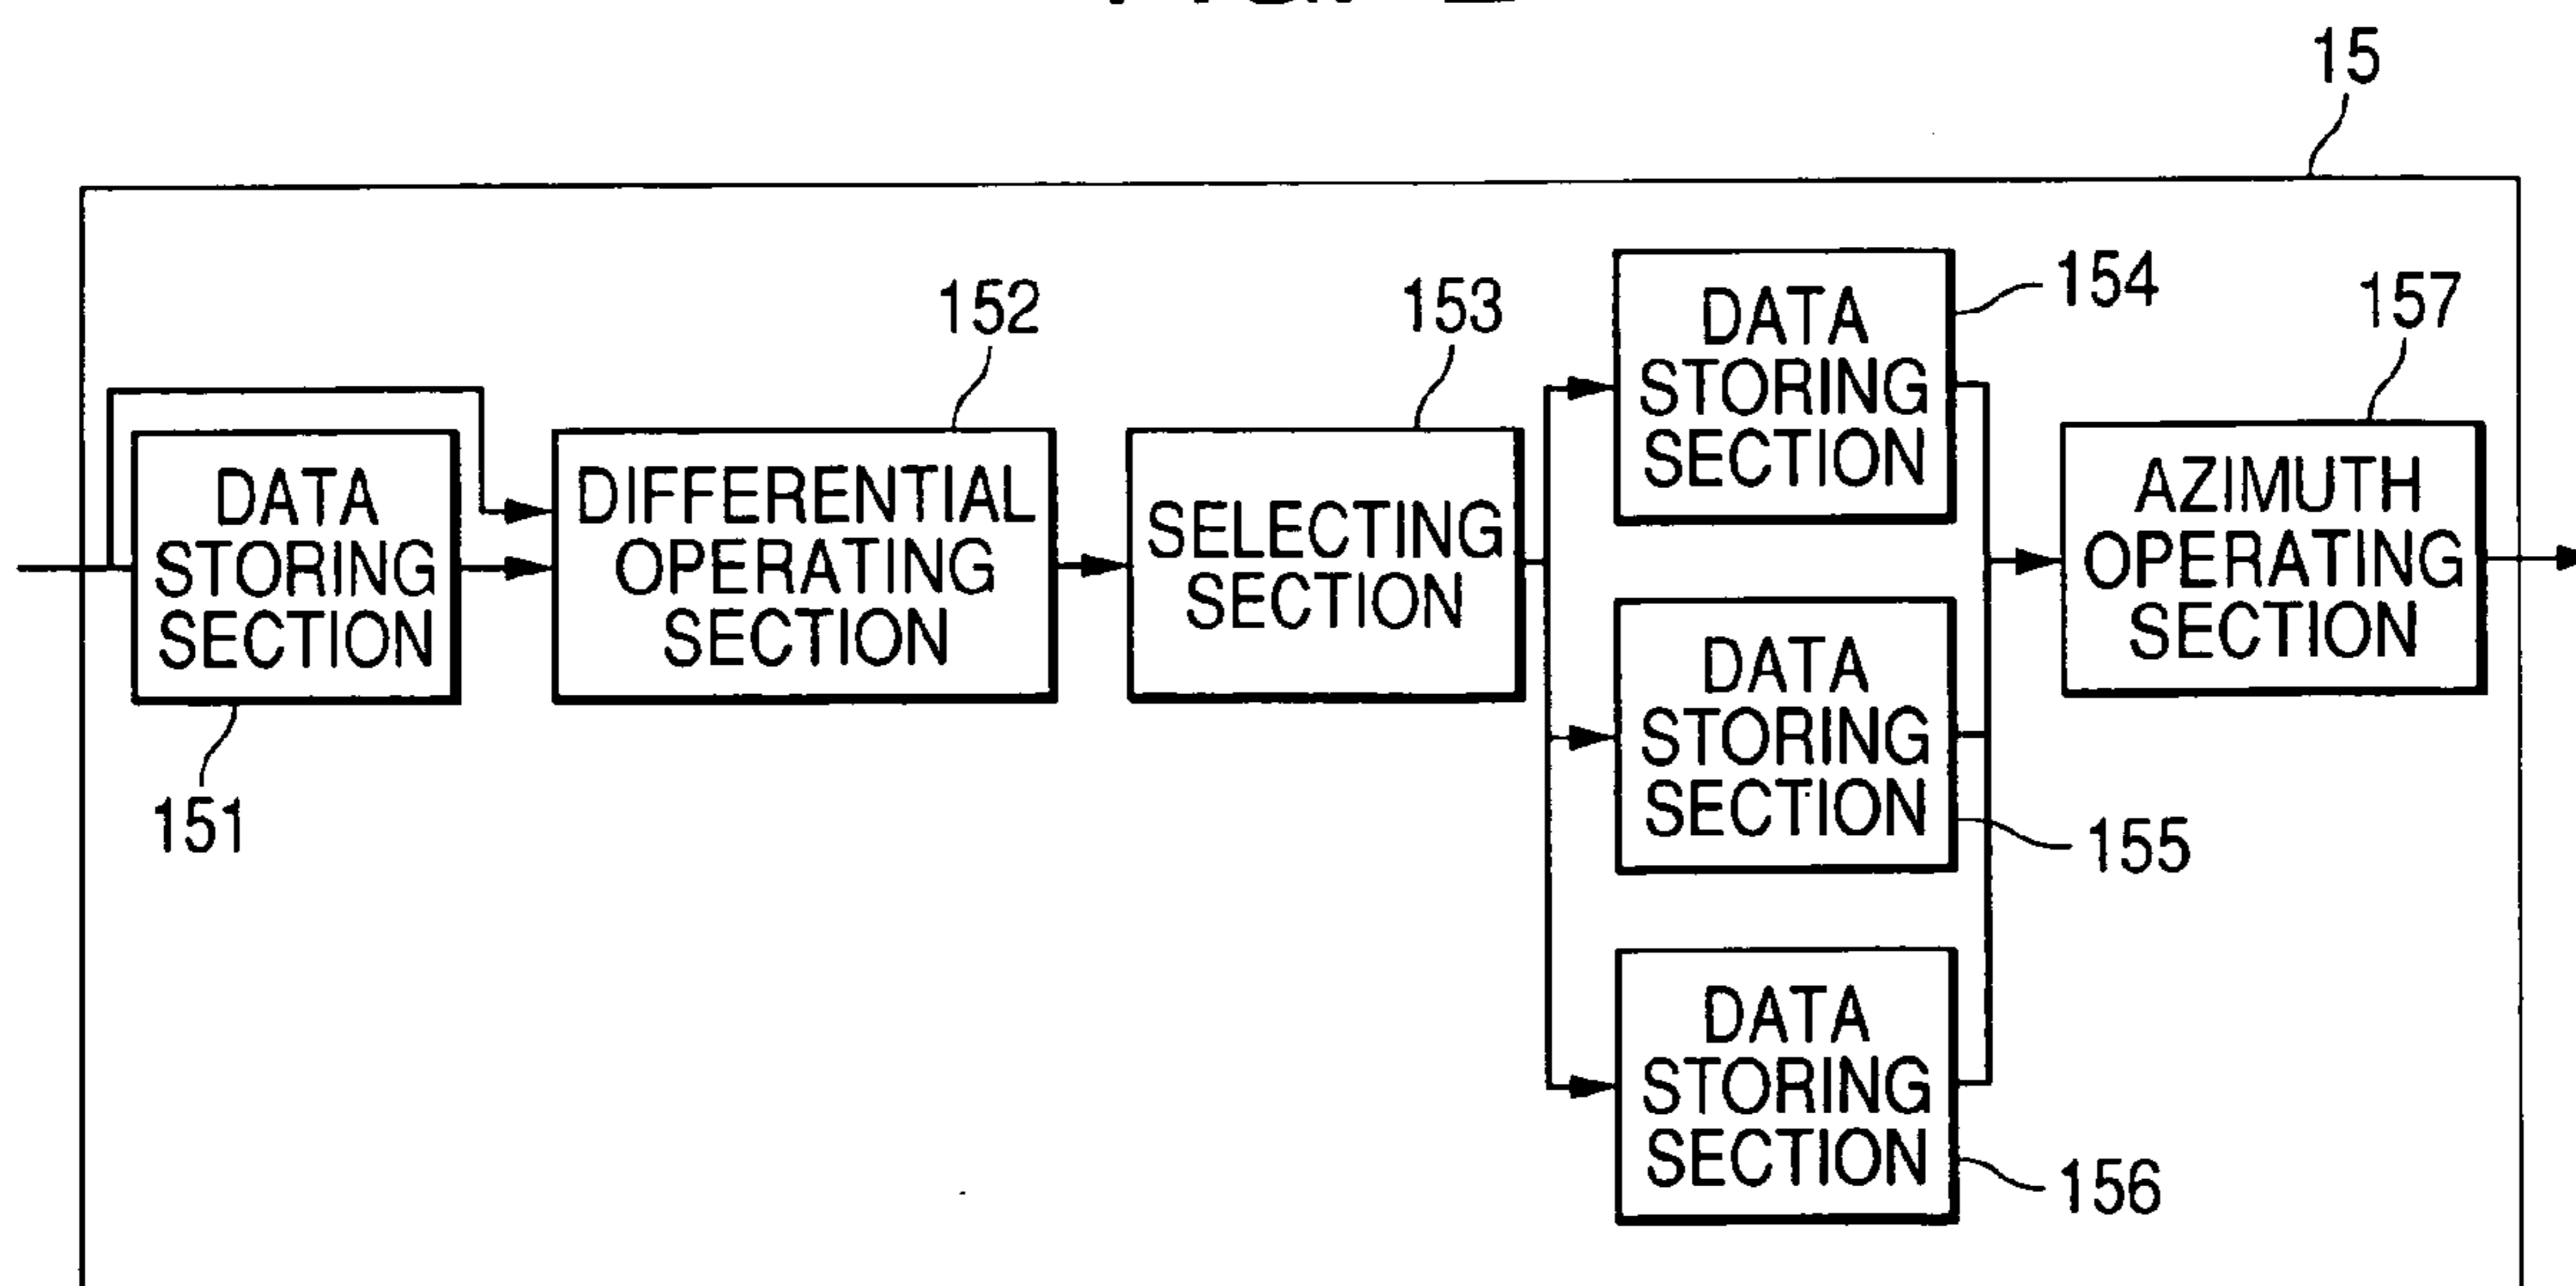 15
152
153
154
157
DATA
STORING
SECTION
151
DIFFERENTIAL
OPERATING
SECTION
SELECTING
SECTION
DATA
STORING
SECTION
DATA
STORING
SECTION
155
DATA
STORING
SECTION
156
AZIMUTH
OPERATING
SECTION